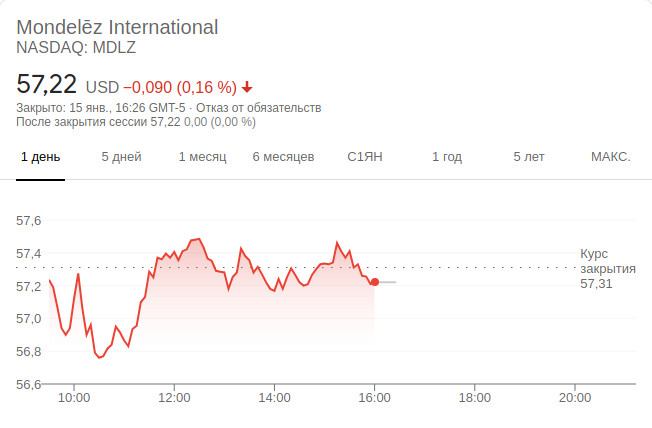 Mondelēz International
NASDAQ: MDLZ
57,22 USD −0,090 (0,16 %)
Закрыто: 15 янв., 16:26 GMT-5 · Отказ от обязательств
После закрытия сессии 57,22 0,00 (0,00 %)
1 день 5 дней 1 месяц 6 месяцев С1ЯН 1 год 5 лет МАКС.
57,6
57,4
57,2
57,0
56,8
56,6
Курс
закрытия
57,31
10:00 12:00 14:00 16:00 18:00 20:00